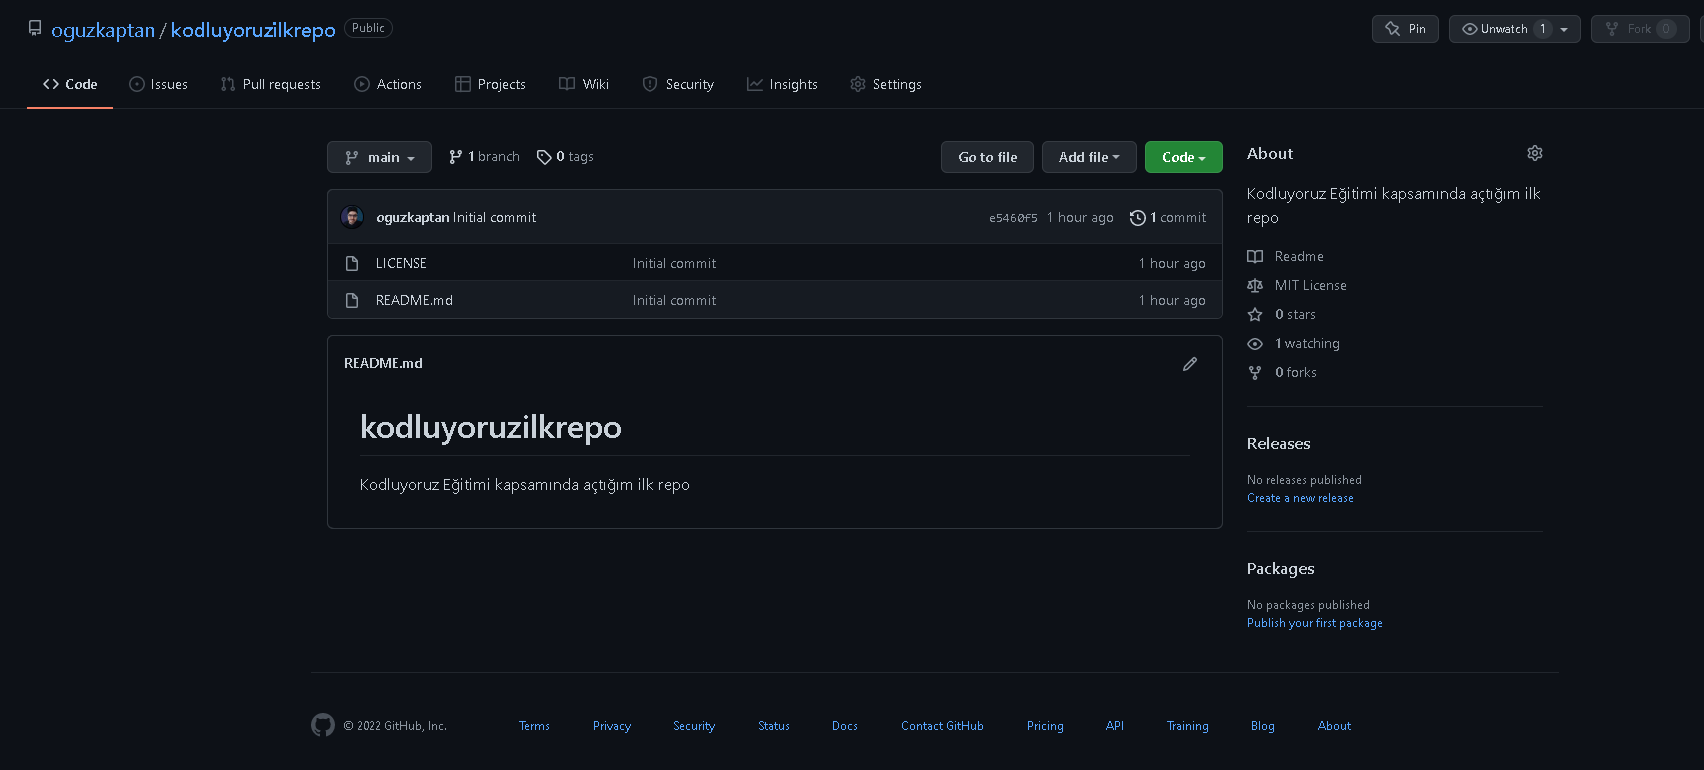 oguzkaptan / kodluyoruzilkrepo Public Pin Unwatch 1 Fork 0
Code Issues Pull requests Actions Projects Wiki Security Insights Settings
main 1 branch 0 tags Go to file Add file Code
oguzkaptan Initial commit e5460f5 1 hour ago 1 commit
LICENSE Initial commit 1 hour ago
README.md Initial commit 1 hour ago
README.md
kodluyoruzilkrepo
Kodluyoruz Eğitimi kapsamında açtığım ilk repo
About
Kodluyoruz Eğitimi kapsamında açtığım ilk
repo
Readme
MIT License
0 stars
1 watching
0 forks
Releases
No releases published
Create a new release
Packages
No packages published
Publish your first package
© 2022 GitHub, Inc. Terms Privacy Security Status Docs Contact GitHub Pricing API Training Blog About